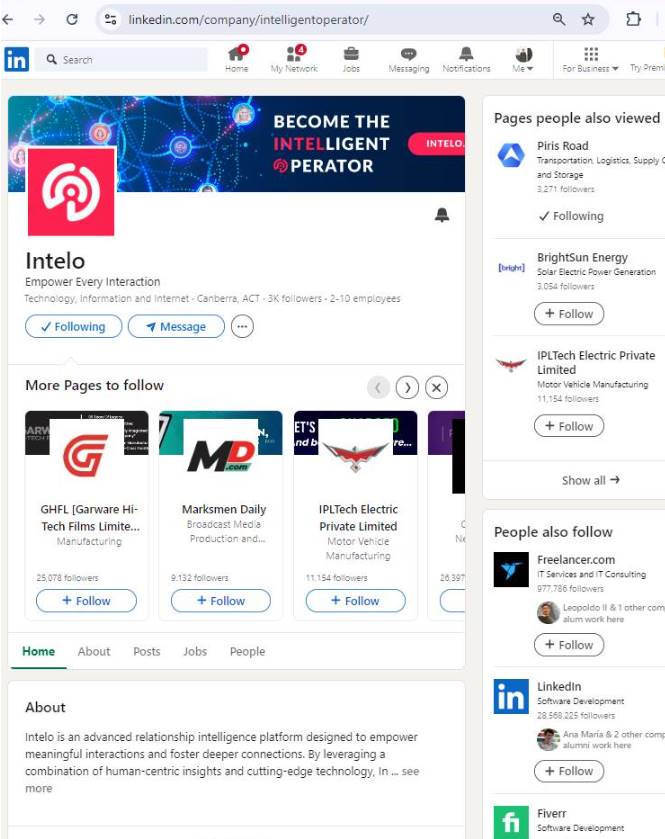 linkedin.com/company/intelligentoperator/
in
Search
Home
4
My Network
Jobs
Messaging
Notifications
Me
For Business
Try Prem
BECOME THE
INTELLIGENT
OPERATOR
INTELO.
Intelo
Empower Every Interaction
Technology, Information and Internet · Canberra, ACT · 3K followers · 2-10 employees
Following
Message
More Pages to follow
GHFL [Garware Hi-
Tech Films Limite...
Manufacturing
25,078 followers
+ Follow
MD
.com
Marksmen Daily
Broadcast Media
Production and...
9,132 followers
+ Follow
ET'S
IPLTech Electric
Private Limited
Motor Vehicle
Manufacturing
11,154 followers
+ Follow
26,397
Home
About
Posts
Jobs
People
About
Intelo is an advanced relationship intelligence platform designed to empower
meaningful interactions and foster deeper connections. By leveraging a
combination of human-centric insights and cutting-edge technology, In ... see
more
Pages people also viewed
Piris Road
Transportation, Logistics, Supply C
and Storage
3,271 followers
Following
[bright]
BrightSun Energy
Solar Electric Power Generation
3,054 followers
+ Follow
IPLTech Electric Private
Limited
Motor Vehicle Manufacturing
11,154 followers
+ Follow
Show all →
People also follow
Freelancer.com
IT Services and IT Consulting
977,786 followers
Leopoldo II & 1 other com
alum work here
+ Follow
in
LinkedIn
Software Development
28,568,225 followers
Ana María & 2 other comp
alumni work here
+ Follow
fi
Fiverr
Software Development